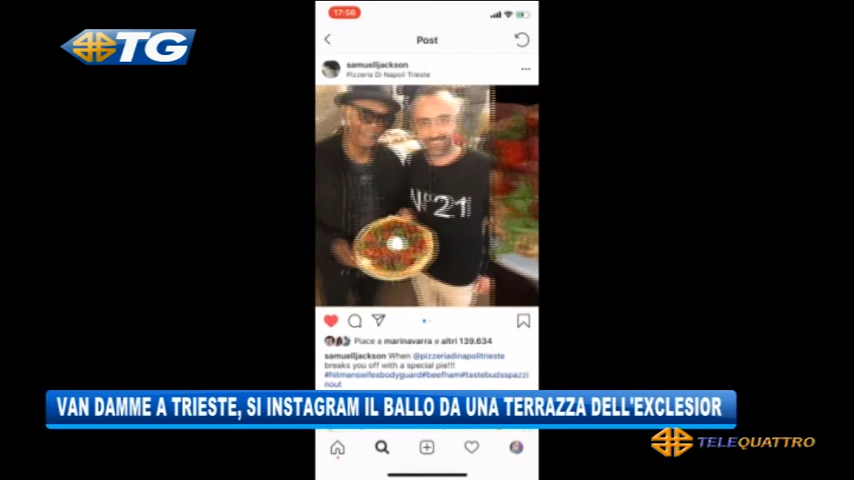 17:56
TG
Post
samuelljackson
Pizzeria Di Napoli Trieste
N°21
Piace a marinavarra e altri 139.634
samuelljackson When @pizzeriadinapolitrieste
breaks you off with a special pie!!!
#hitmanswifesbodyguard#beefham#tastebudsspazzi
nout
VAN DAMME A TRIESTE, SI INSTAGRAM IL BALLO DA UNA TERRAZZA DELL'EXCLESIOR
TELEQUATTRO